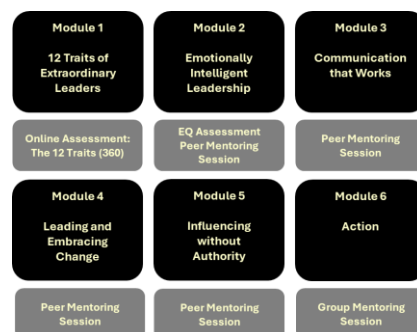 Module 1
12 Traits of
Extraordinary
Leaders
Module 2
Emotionally
Intelligent
Leadership
Module 3
Communication
that Works
Online Assessment:
The 12 Traits (360)
EQ Assessment
Peer Mentoring
Session
Peer Mentoring
Session
Module 4
Leading and
Embracing
Change
Module 5
Influencing
without
Authority
Module 6
Action
Peer Mentoring
Session
Peer Mentoring
Session
Group Mentoring
Session